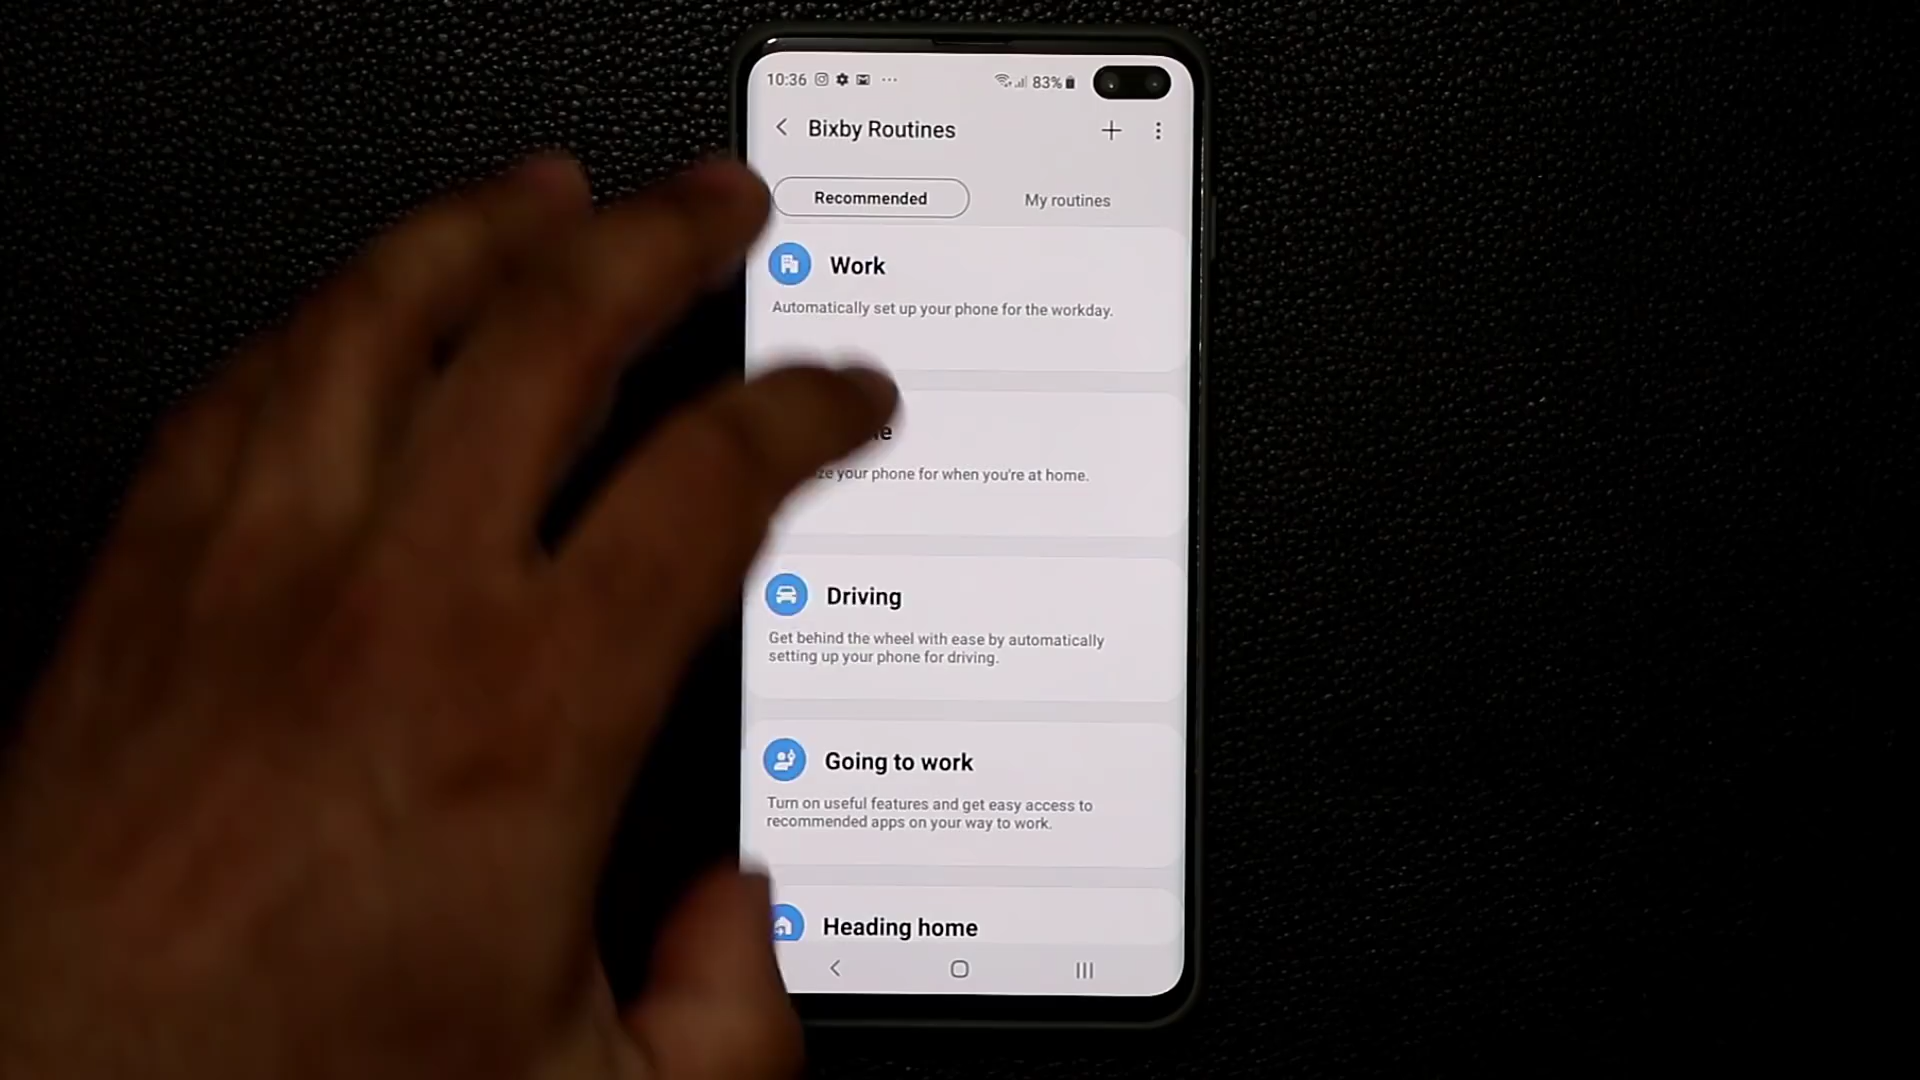 10:36 83%
Bixby Routines
Recommended My routines
Work
Automatically set up your phone for the workday.
your phone for when you're at home.
Driving
Get behind the wheel with ease by automatically
setting up your phone for driving.
Going to work
Turn on useful features and get easy access to
recommended apps on your way to work.
Heading home